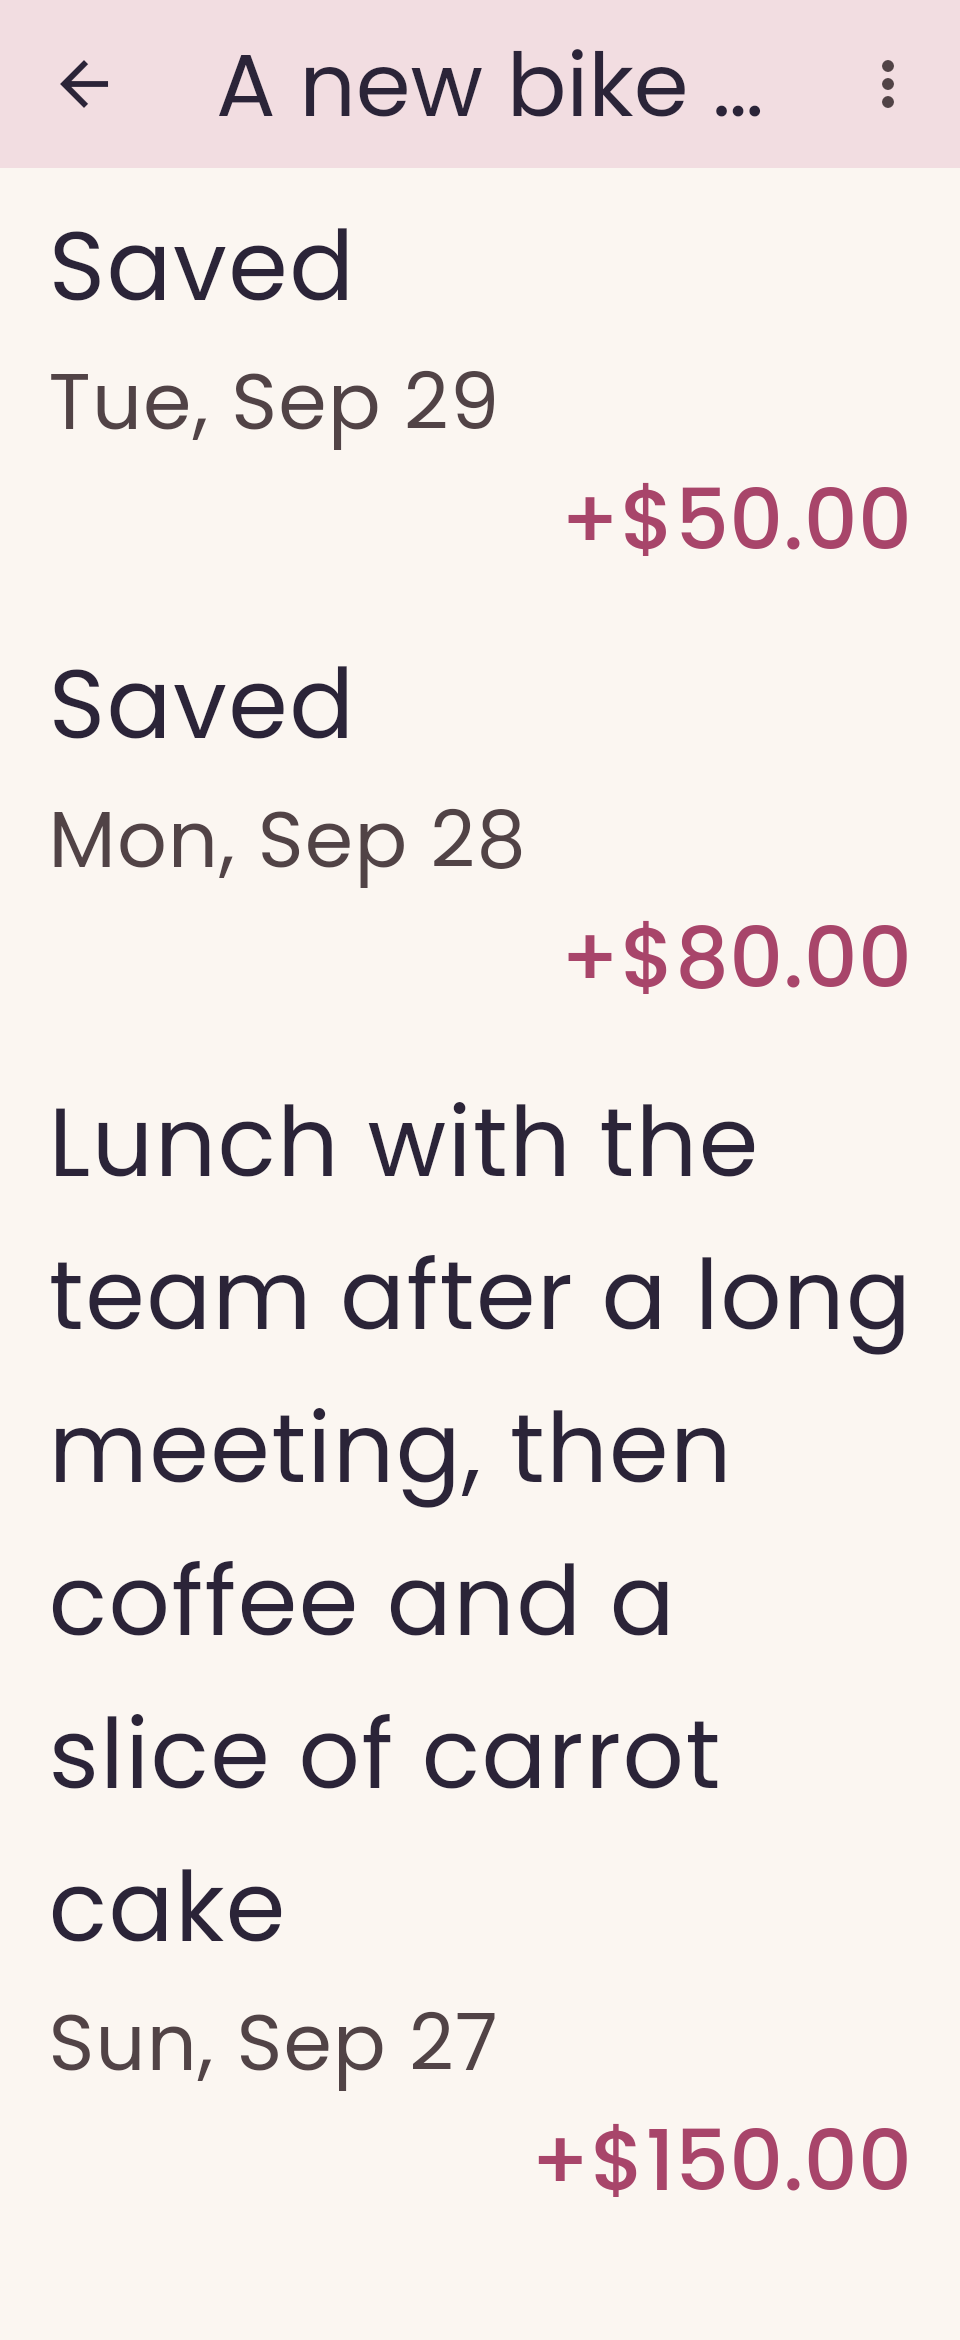 A new bike ...
Saved
Tue, Sep 29
+$50.00
Saved
Mon, Sep 28
+$80.00
Lunch with the
team after a long
meeting, then
coffee and a
slice of carrot
cake
Sun, Sep 27
+$150.00